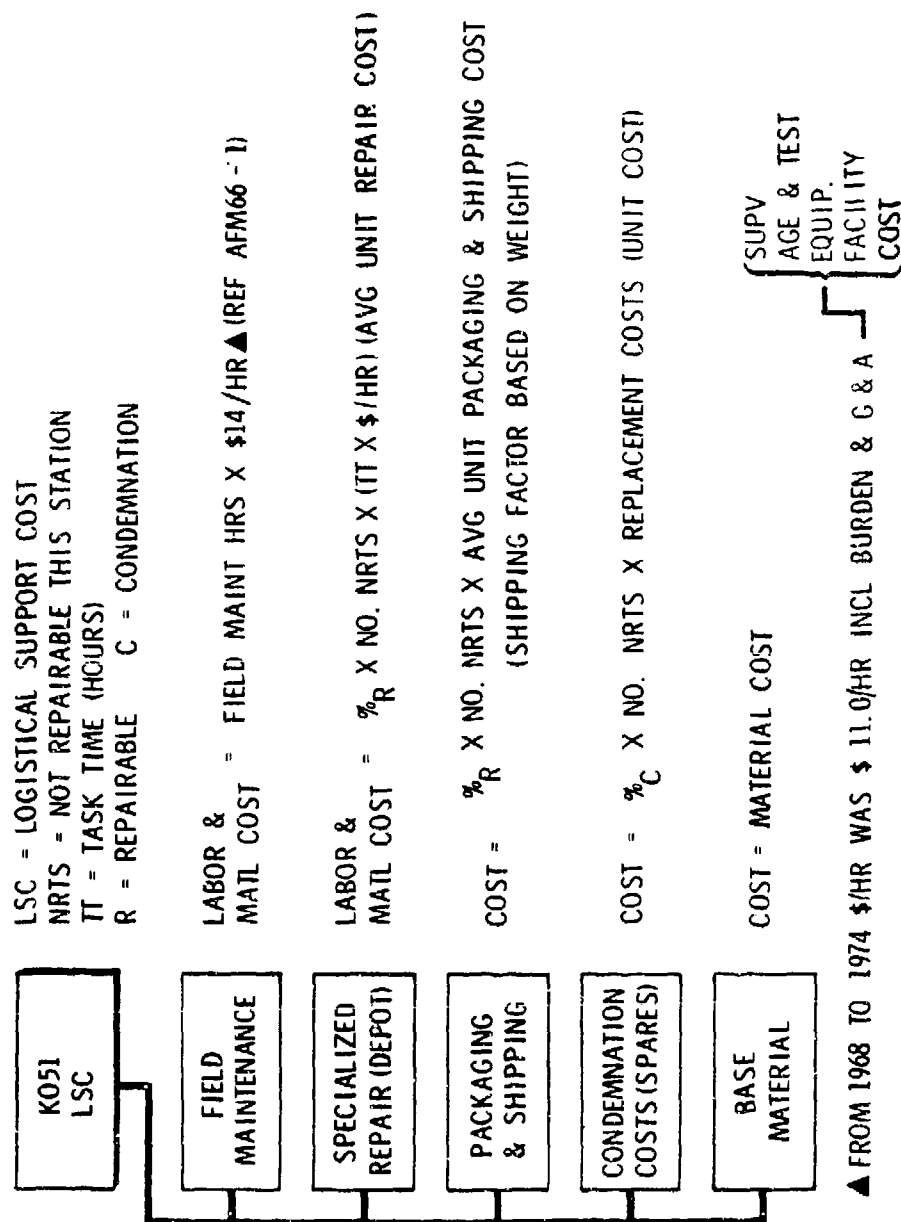 K051
LSC
LSC = LOGISTICAL SUPPORT COST
NRTS = NOT REPAIRABLE THIS STATION
TT = TASK TIME (HOURS)
R = REPAIRABLE C = CONDEMNATION
FIELD
MAINTENANCE
LABOR &
MATL COST = FIELD MAINT HRS X $14/HR▲(REF AFM66-1)
SPECIALIZED
REPAIR (DEPOT)
LABOR &
MATL COST = %R X NO. NRTS X (TT X $/HR) (AVG UNIT REPAIR COST)
PACKAGING
& SHIPPING
COST = %R X NO. NRTS X AVG UNIT PACKAGING & SHIPPING COST
(SHIPPING FACTOR BASED ON WEIGHT)
CONDEMNATION
COSTS (SPARES)
COST = %C X NO. NRTS X REPLACEMENT COSTS (UNIT COST)
BASE
MATERIAL
COST = MATERIAL COST
▲ FROM 1968 TO 1974 $/HR WAS $ 11.0/HR INCL BURDEN & G & A
SUPV
AGE & TEST
EQUIP.
FACILITY
COST